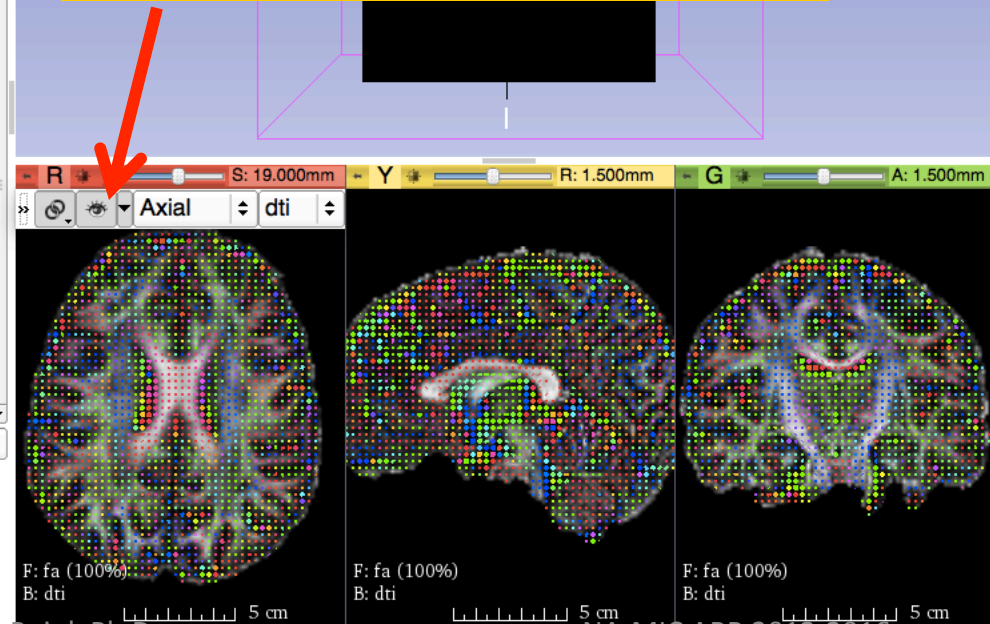 R S: 19.000mm
Y R: 1.500mm
G A: 1.500mm
Axial dti
F: fa (100%)
B: dti
5 cm
F: fa (100%)
B: dti
5 cm
F: fa (100%)
B: dti
5 cm